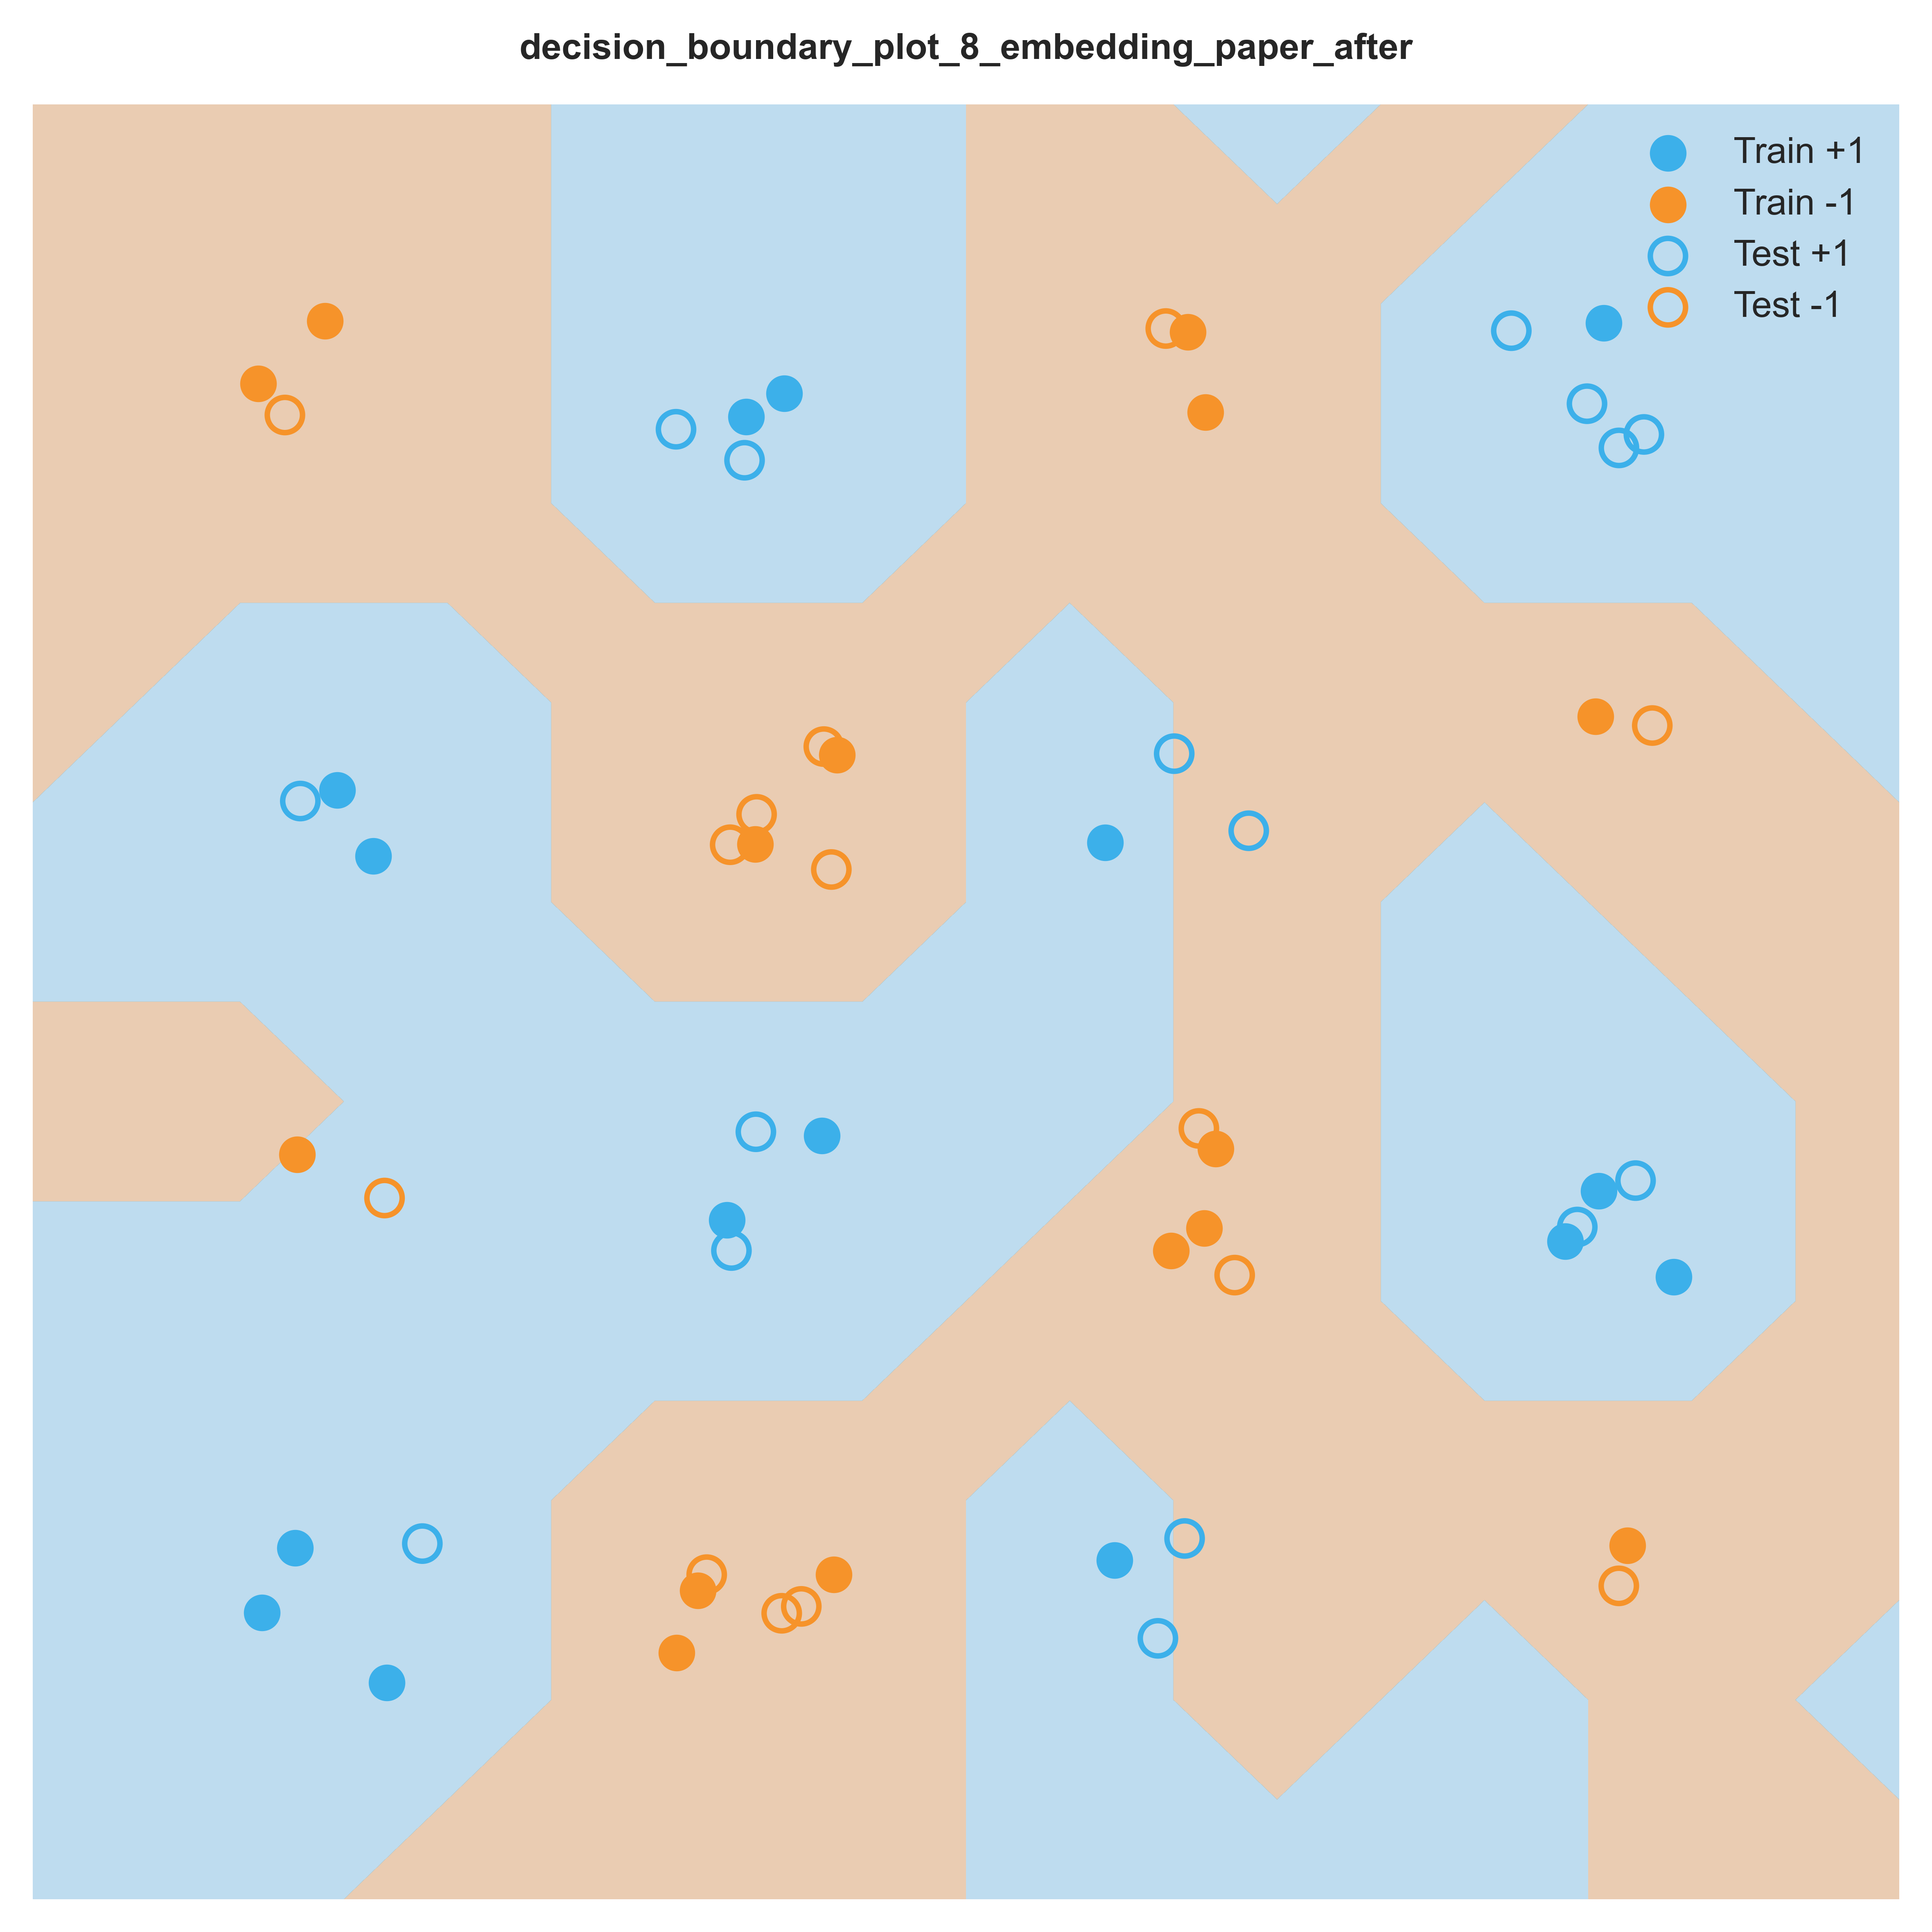 decision_boundary_plot_8_embedding_paper_after
Train +1
Train -1
Test +1
Test -1